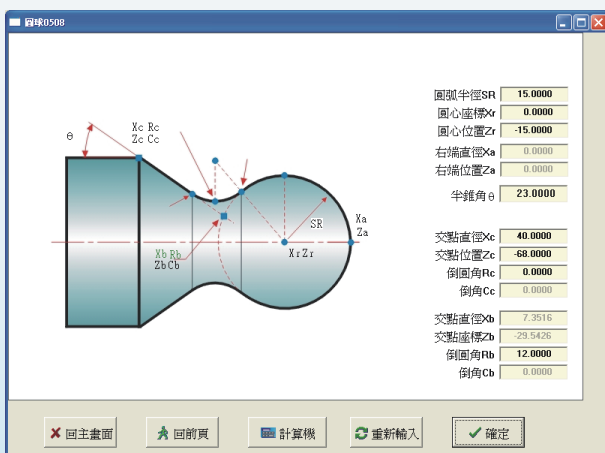 圓球0508
圓弧半徑SR 15.0000
圓心座標Xr 0.0000
圓心位置Zr -15.0000
右端直徑Xa 0.0000
右端位置Za 0.0000
半錐角θ 23.0000
交點直徑Xc 40.0000
交點位置Zc -68.0000
倒圓角Rc 0.0000
倒角Cc 0.0000
交點直徑Xb 7.3516
交點座標Zb -29.5426
倒圓角Rb 12.0000
倒角Cb 0.0000
θ
Xc Rc
Zc Cc
SR
Xa
Za
Xb Rb
ZbCb
XrZr
回主畫面 回前頁 計算機 重新輸入 確定